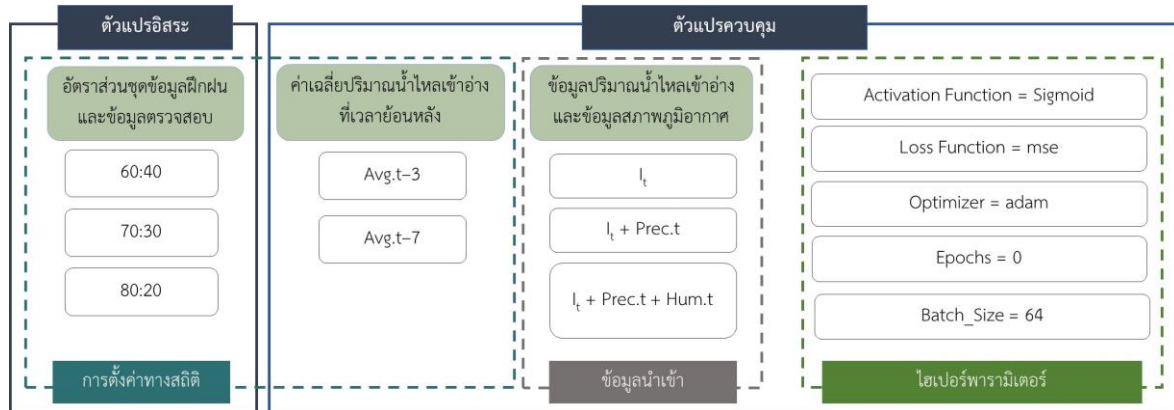 ตัวแปรอิสระ
ตัวแปรควบคุม
อัตราส่วนชุดข้อมูลฝึกฝน
และข้อมูลตรวจสอบ
60:40
70:30
80:20
การตั้งค่าทางสถิติ
ค่าเฉลี่ยปริมาณน้ำไหลเข้าอ่าง
ที่เวลาย้อนหลัง
Avg.t–3
Avg.t–7
ข้อมูลปริมาณน้ำไหลเข้าอ่าง
และข้อมูลสภาพภูมิอากาศ
Iₜ
Iₜ + Prec.t
Iₜ + Prec.t + Hum.t
ข้อมูลนำเข้า
Activation Function = Sigmoid
Loss Function = mse
Optimizer = adam
Epochs = 0
Batch_Size = 64
ไฮเปอร์พารามิเตอร์